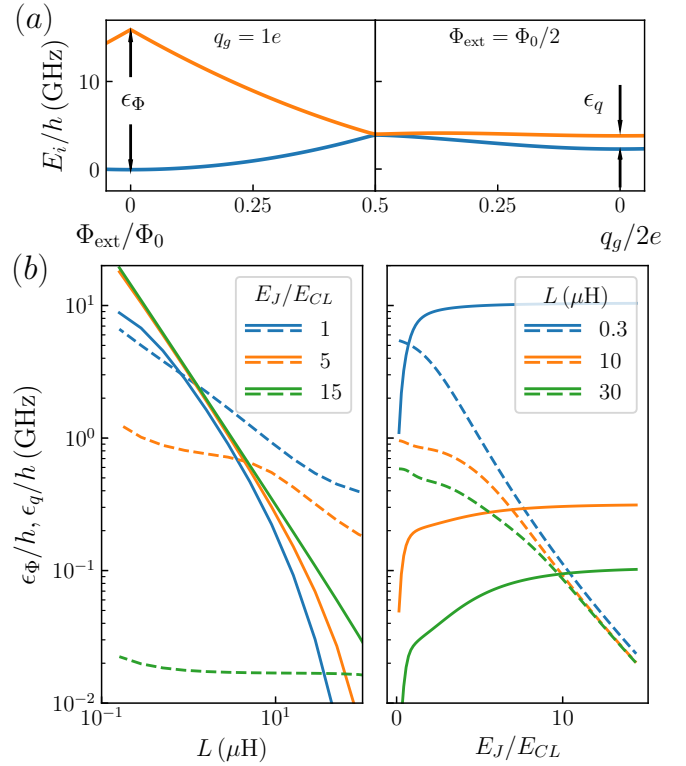 (a)
q_g = 1e
Φ_ext = Φ_0/2
E_i/h (GHz)
10
0
ϵ_Φ
ϵ_q
0
0.25
0.5
0.25
0
Φ_ext/Φ_0
q_g/2e
(b)
ϵ_Φ/h, ϵ_q/h (GHz)
10^1
10^0
10^−1
10^−2
E_J/E_CL
1
5
15
L (μH)
0.3
10
30
10^−1
10^1
0
10
L (μH)
E_J/E_CL